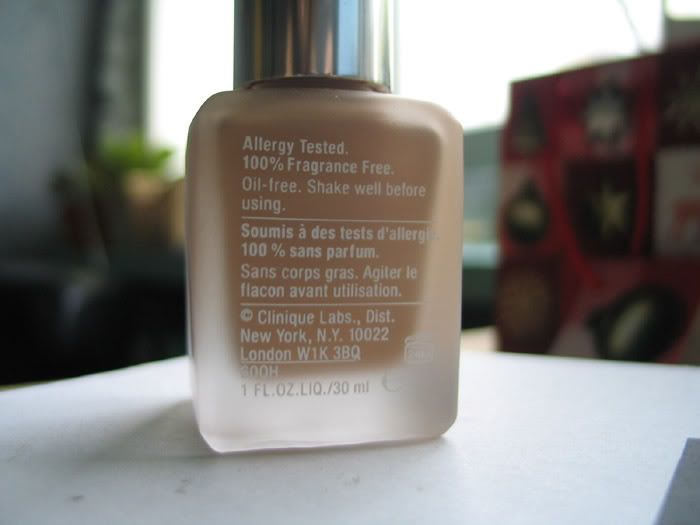 Allergy Tested.
100% Fragrance Free.
Oil-free. Shake well before
using.
Soumis à des tests d'allergie.
100 % sans parfum.
Sans corps gras. Agiter le
flacon avant utilisation.
© Clinique Labs., Dist.
New York, N.Y. 10022
London W1K 3BQ
600H
1 FL.OZ.LIQ./30 ml